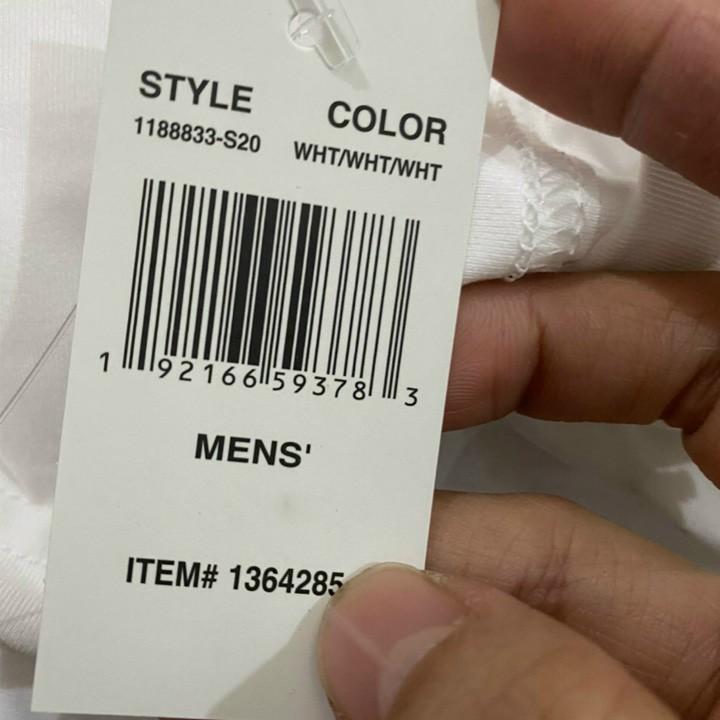 STYLE COLOR
1188833-S20 WHT/WHT/WHT
1 92166 59378 3
MENS'
ITEM# 1364285